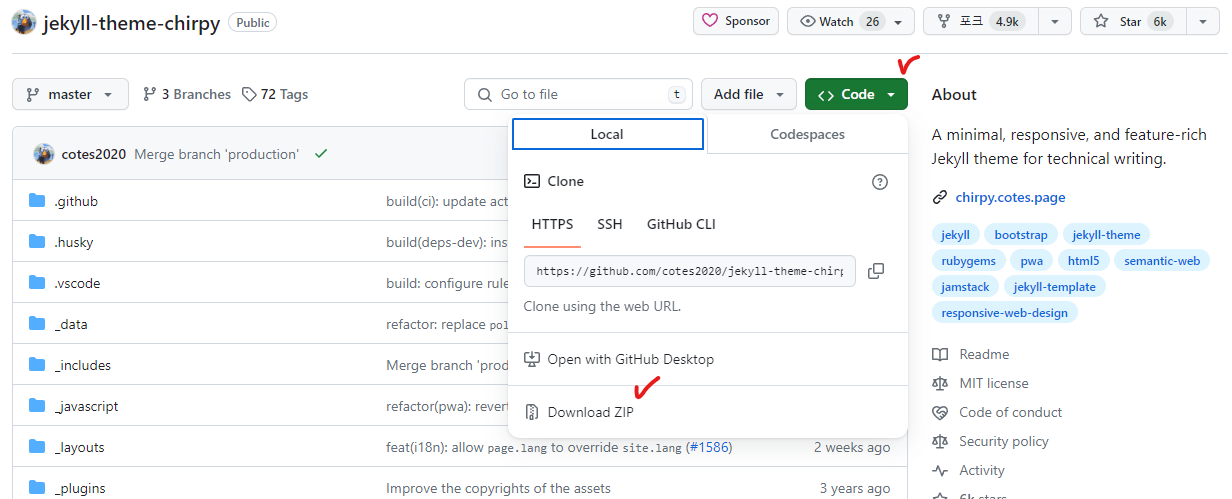 jekyll-theme-chirpy Public Sponsor Watch 26 포크 4.9k Star 6k
master 3 Branches 72 Tags Go to file t Add file <> Code
cotes2020 Merge branch 'production'
.github build(ci): update act
.husky build(deps-dev): ins
.vscode build: configure rule
_data refactor: replace pol
_includes Merge branch 'prod
_javascript refactor(pwa): revert
_layouts feat(i18n): allow page.lang to override site.lang (#1586) 2 weeks ago
_plugins Improve the copyrights of the assets 3 years ago
Local Codespaces
Clone
HTTPS SSH GitHub CLI
https://github.com/cotes2020/jekyll-theme-chirp
Clone using the web URL.
Open with GitHub Desktop
Download ZIP
About
A minimal, responsive, and feature-rich
Jekyll theme for technical writing.
chirpy.cotes.page
jekyll bootstrap jekyll-theme
rubygems pwa html5 semantic-web
jamstack jekyll-template
responsive-web-design
Readme
MIT license
Code of conduct
Security policy
Activity
6k stars